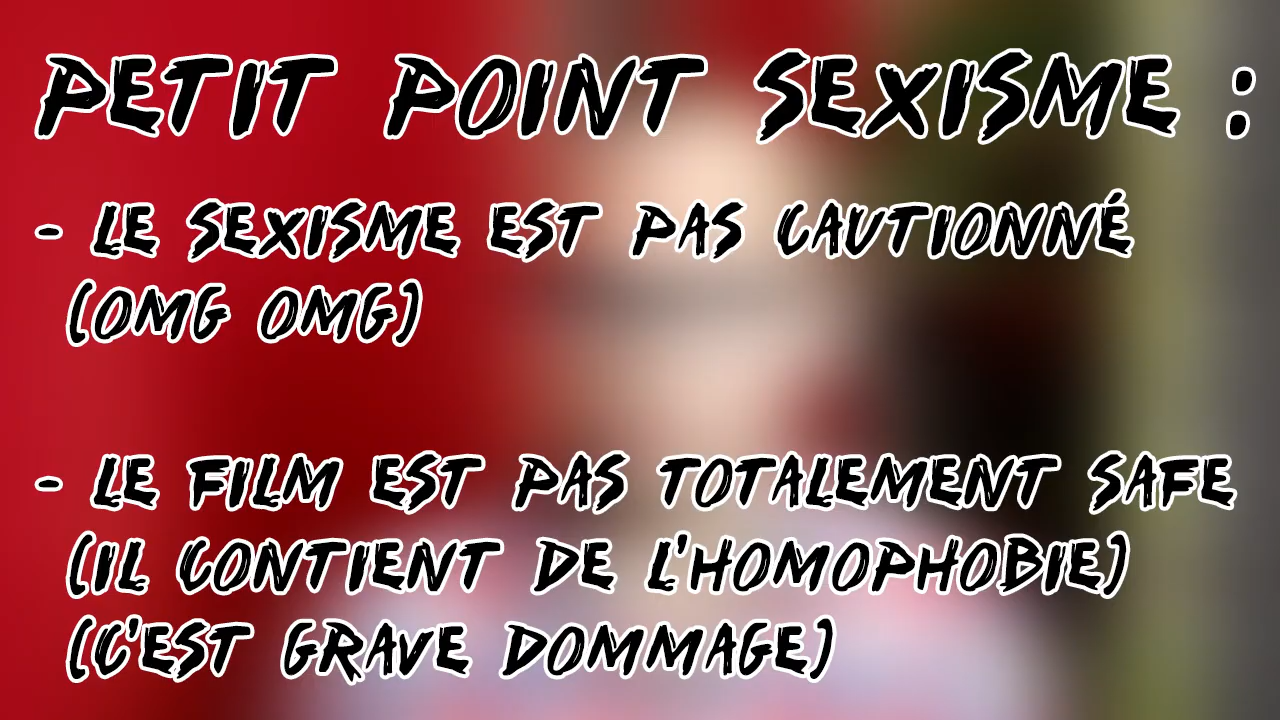 PETIT POINT SEXISME :
- LE SEXISME EST PAS CAUTIONNÉ
(OMG OMG)
- LE FILM EST PAS TOTALEMENT SAFE
(IL CONTIENT DE L'HOMOPHOBIE)
(C'EST GRAVE DOMMAGE)